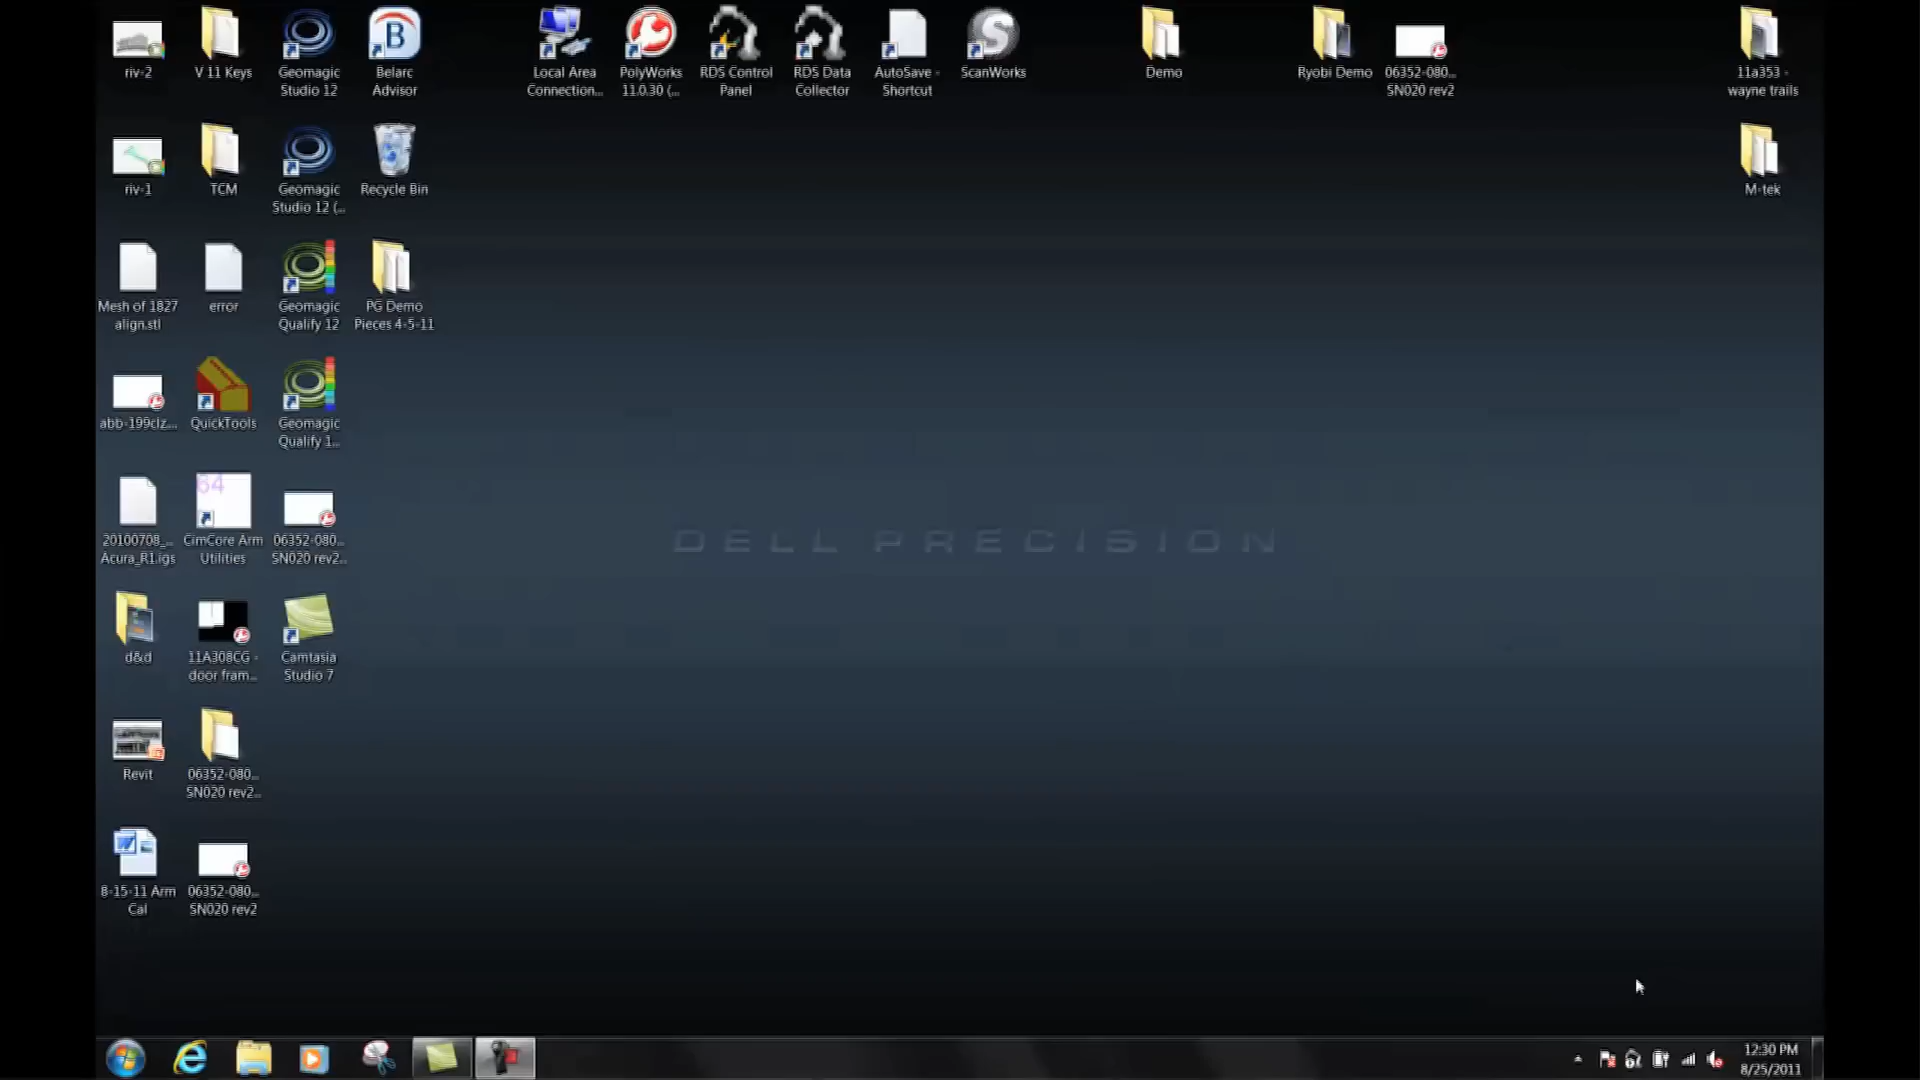 riv-2
V 11 Keys
Geomagic
Studio 12
B
Belarc
Advisor
Local Area
Connection...
PolyWorks
11.0.30 (...
RDS Control
Panel
RDS Data
Collector
AutoSave -
Shortcut
S
ScanWorks
Demo
Ryobi Demo
06352-080...
SN020 rev2
11a353 -
wayne trails
riv-1
TCM
Geomagic
Studio 12 (...
Recycle Bin
M-tek
Mesh of 1827
align.stl
error
Geomagic
Qualify 12
PG Demo
Pieces 4-5-11
abb-199clz...
QuickTools
Geomagic
Qualify 1...
20100708_...
Acura_R1.igs
64
CimCore Arm
Utilities
06352-080...
SN020 rev2...
DELL PRECISION
d&d
11A308CG -
door fram...
Camtasia
Studio 7
Revit
06352-080...
SN020 rev2...
8-15-11 Arm
Cal
06352-080...
SN020 rev2
12:30 PM
8/25/2011